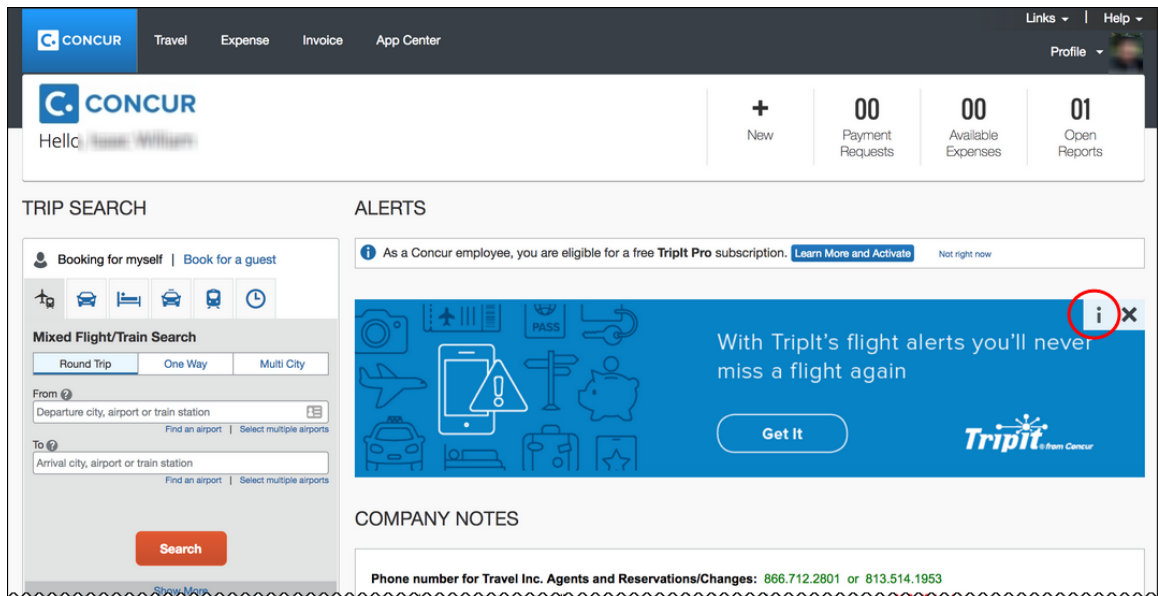 Links | Help
C. CONCUR Travel Expense Invoice App Center
Profile
C. CONCUR
Hello,
+ 00 00 01
New Payment Requests Available Expenses Open Reports
TRIP SEARCH
Booking for myself | Book for a guest
Mixed Flight/Train Search
Round Trip One Way Multi City
From ?
Departure city, airport or train station
Find an airport | Select multiple airports
To ?
Arrival city, airport or train station
Find an airport | Select multiple airports
Search
Show More
ALERTS
i As a Concur employee, you are eligible for a free TripIt Pro subscription. Learn More and Activate Not right now
i X
PASS
With TripIt's flight alerts you'll never
miss a flight again
Get It
TripIt from Concur
COMPANY NOTES
Phone number for Travel Inc. Agents and Reservations/Changes: 866.712.2801 or 813.514.1953